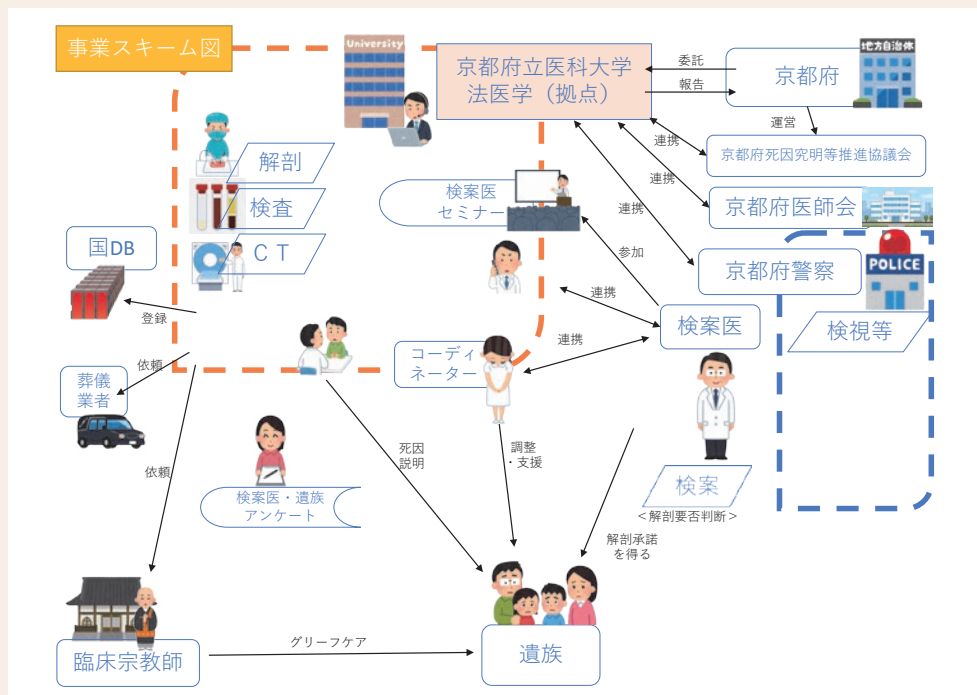 事業スキーム図
University
京都府立医科大学
法医学（拠点）
委託
報告
京都府
地方自治体
運営
連携
京都府死因究明等推進協議会
連携
京都府医師会
連携
京都府警察
POLICE
検視等
解剖
検査
ＣＴ
検案医
セミナー
参加
連携
検案医
国DB
登録
コーディ
ネーター
連携
依頼
葬儀
業者
依頼
検案医・遺族
アンケート
死因
説明
調整
・支援
検案
＜解剖要否判断＞
解剖承諾
を得る
臨床宗教師
グリーフケア
遺族